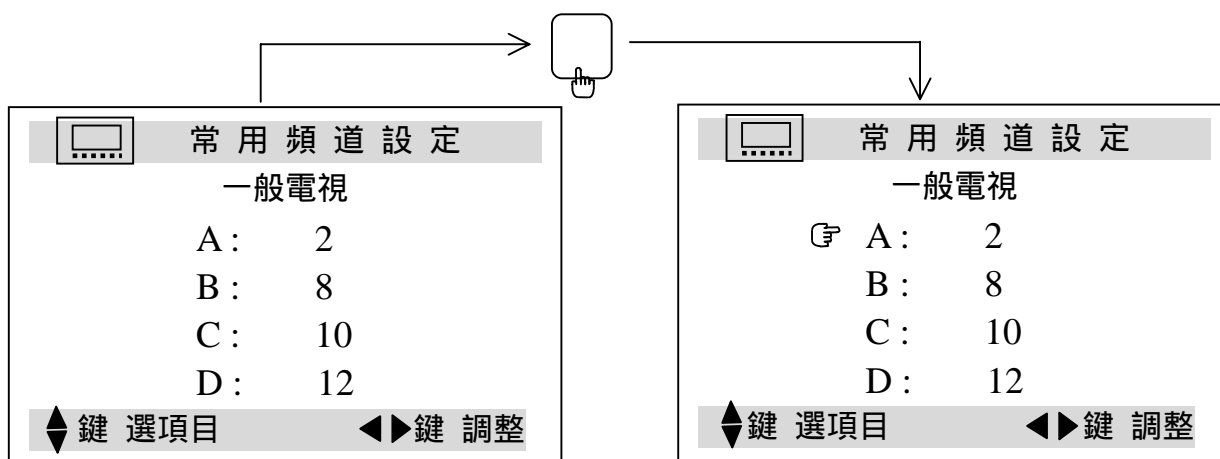 常用頻道設定
一般電視
A : 2
B : 8
C : 10
D : 12
鍵 選項目 鍵 調整
常用頻道設定
一般電視
A : 2
B : 8
C : 10
D : 12
鍵 選項目 鍵 調整